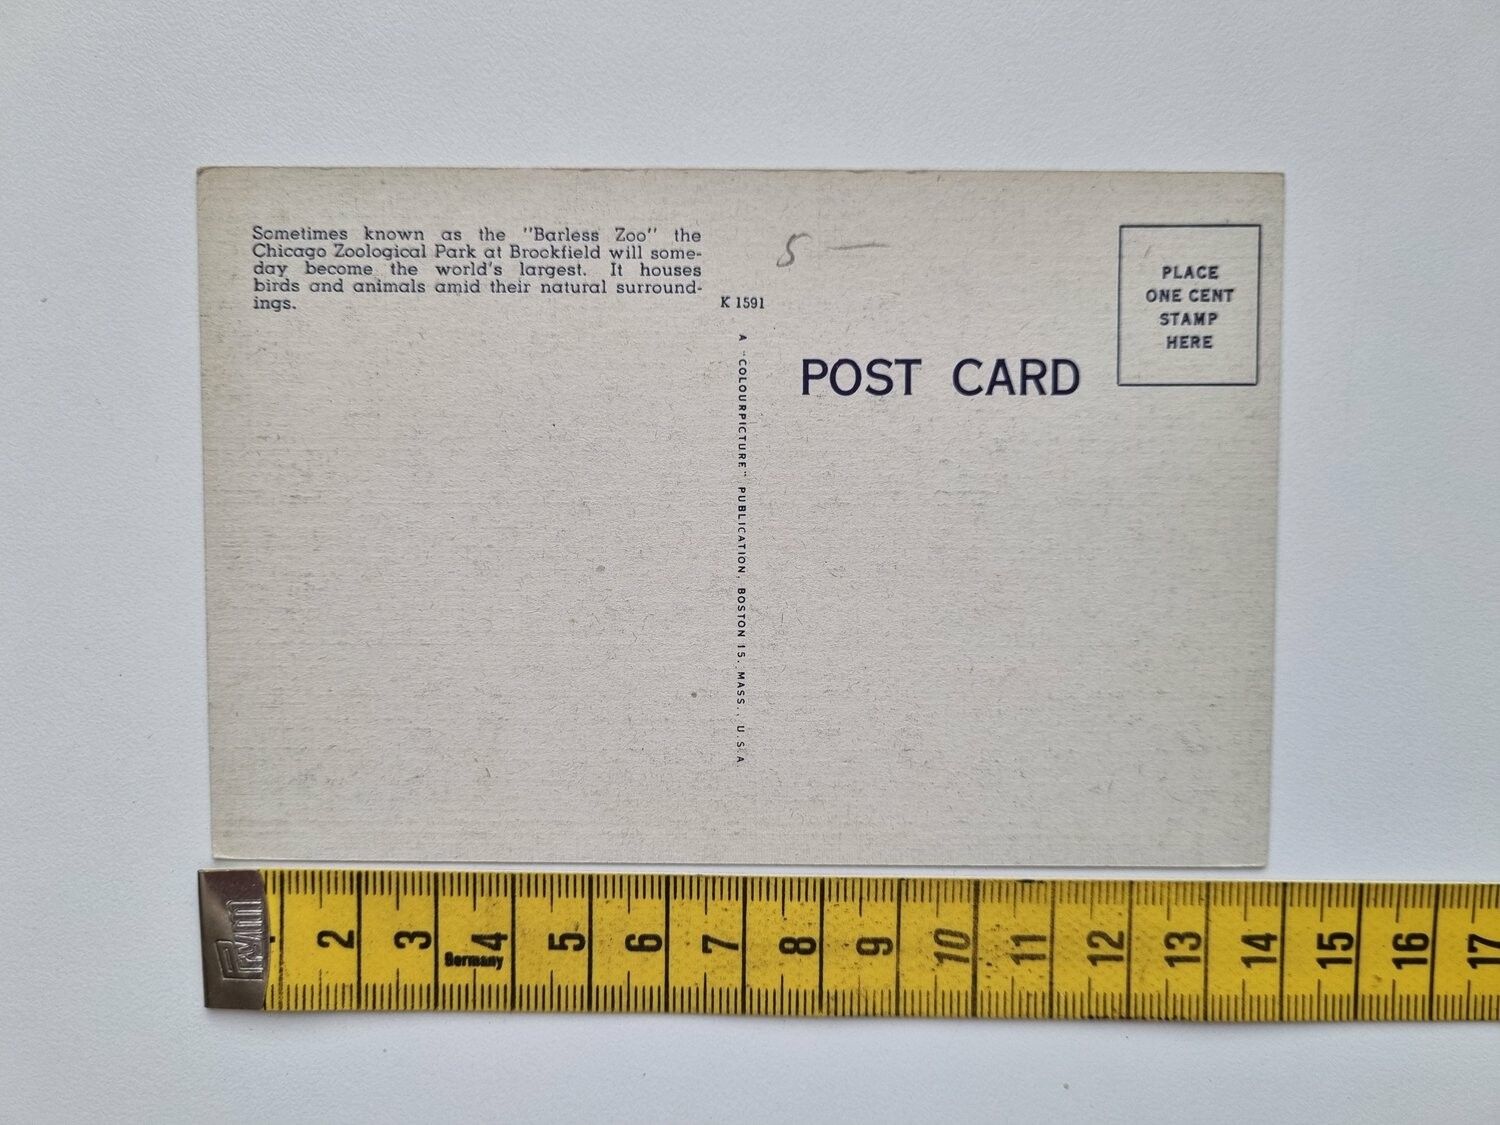 Sometimes known as the "Barless Zoo" the
Chicago Zoological Park at Brookfield will some-
day become the world's largest. It houses
birds and animals amid their natural surround-
ings.
5 —
K 1591
PLACE
ONE CENT
STAMP
HERE
POST CARD
A "COLOURPICTURE" PUBLICATION, BOSTON 15, MASS., U.S.A.
2 3 4 5 6 7 8 9 10 11 12 13 14 15 16 17
Germany